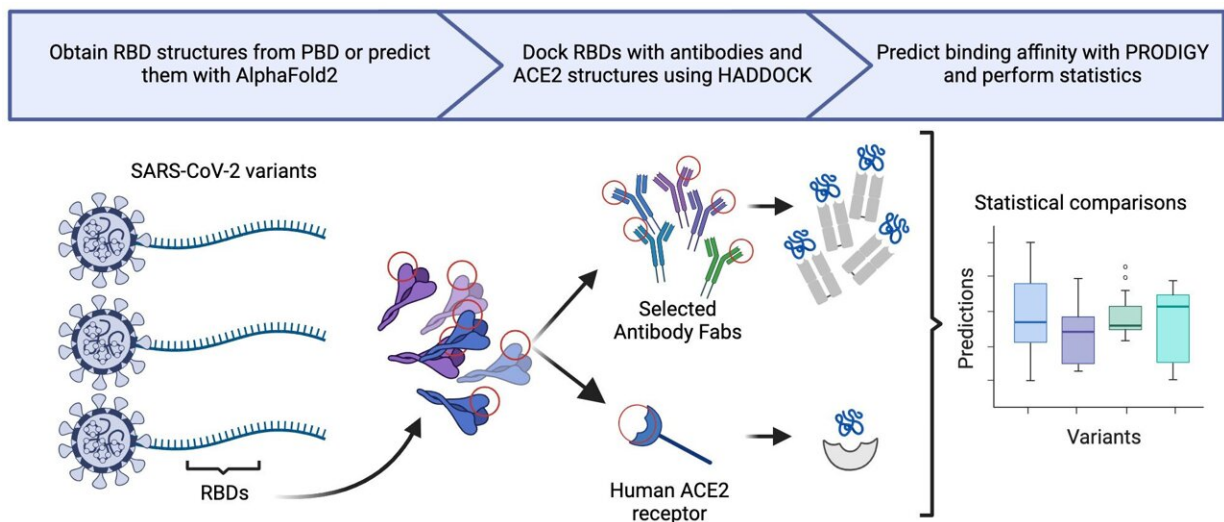 Obtain RBD structures from PBD or predict
them with AlphaFold2
Dock RBDs with antibodies and
ACE2 structures using HADDOCK
Predict binding affinity with PRODIGY
and perform statistics
SARS-CoV-2 variants
RBDs
Selected
Antibody Fabs
Human ACE2
receptor
Statistical comparisons
Predictions
Variants